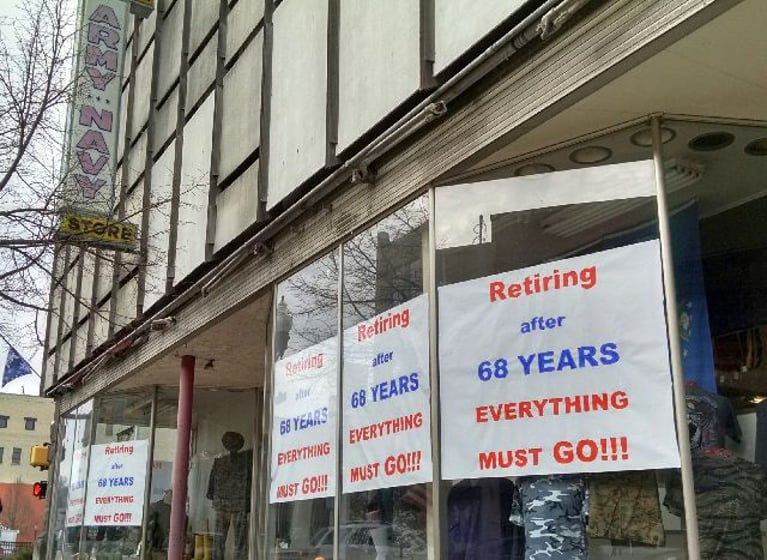 ARMY
NAVY
STORE
Retiring
after
68 YEARS
EVERYTHING
MUST GO!!!
Retiring
after
68 YEARS
EVERYTHING
MUST GO!!!
Retiring
after
68 YEARS
EVERYTHING
MUST GO!!!
Retiring
after
68 YEARS
EVERYTHING
MUST GO!!!